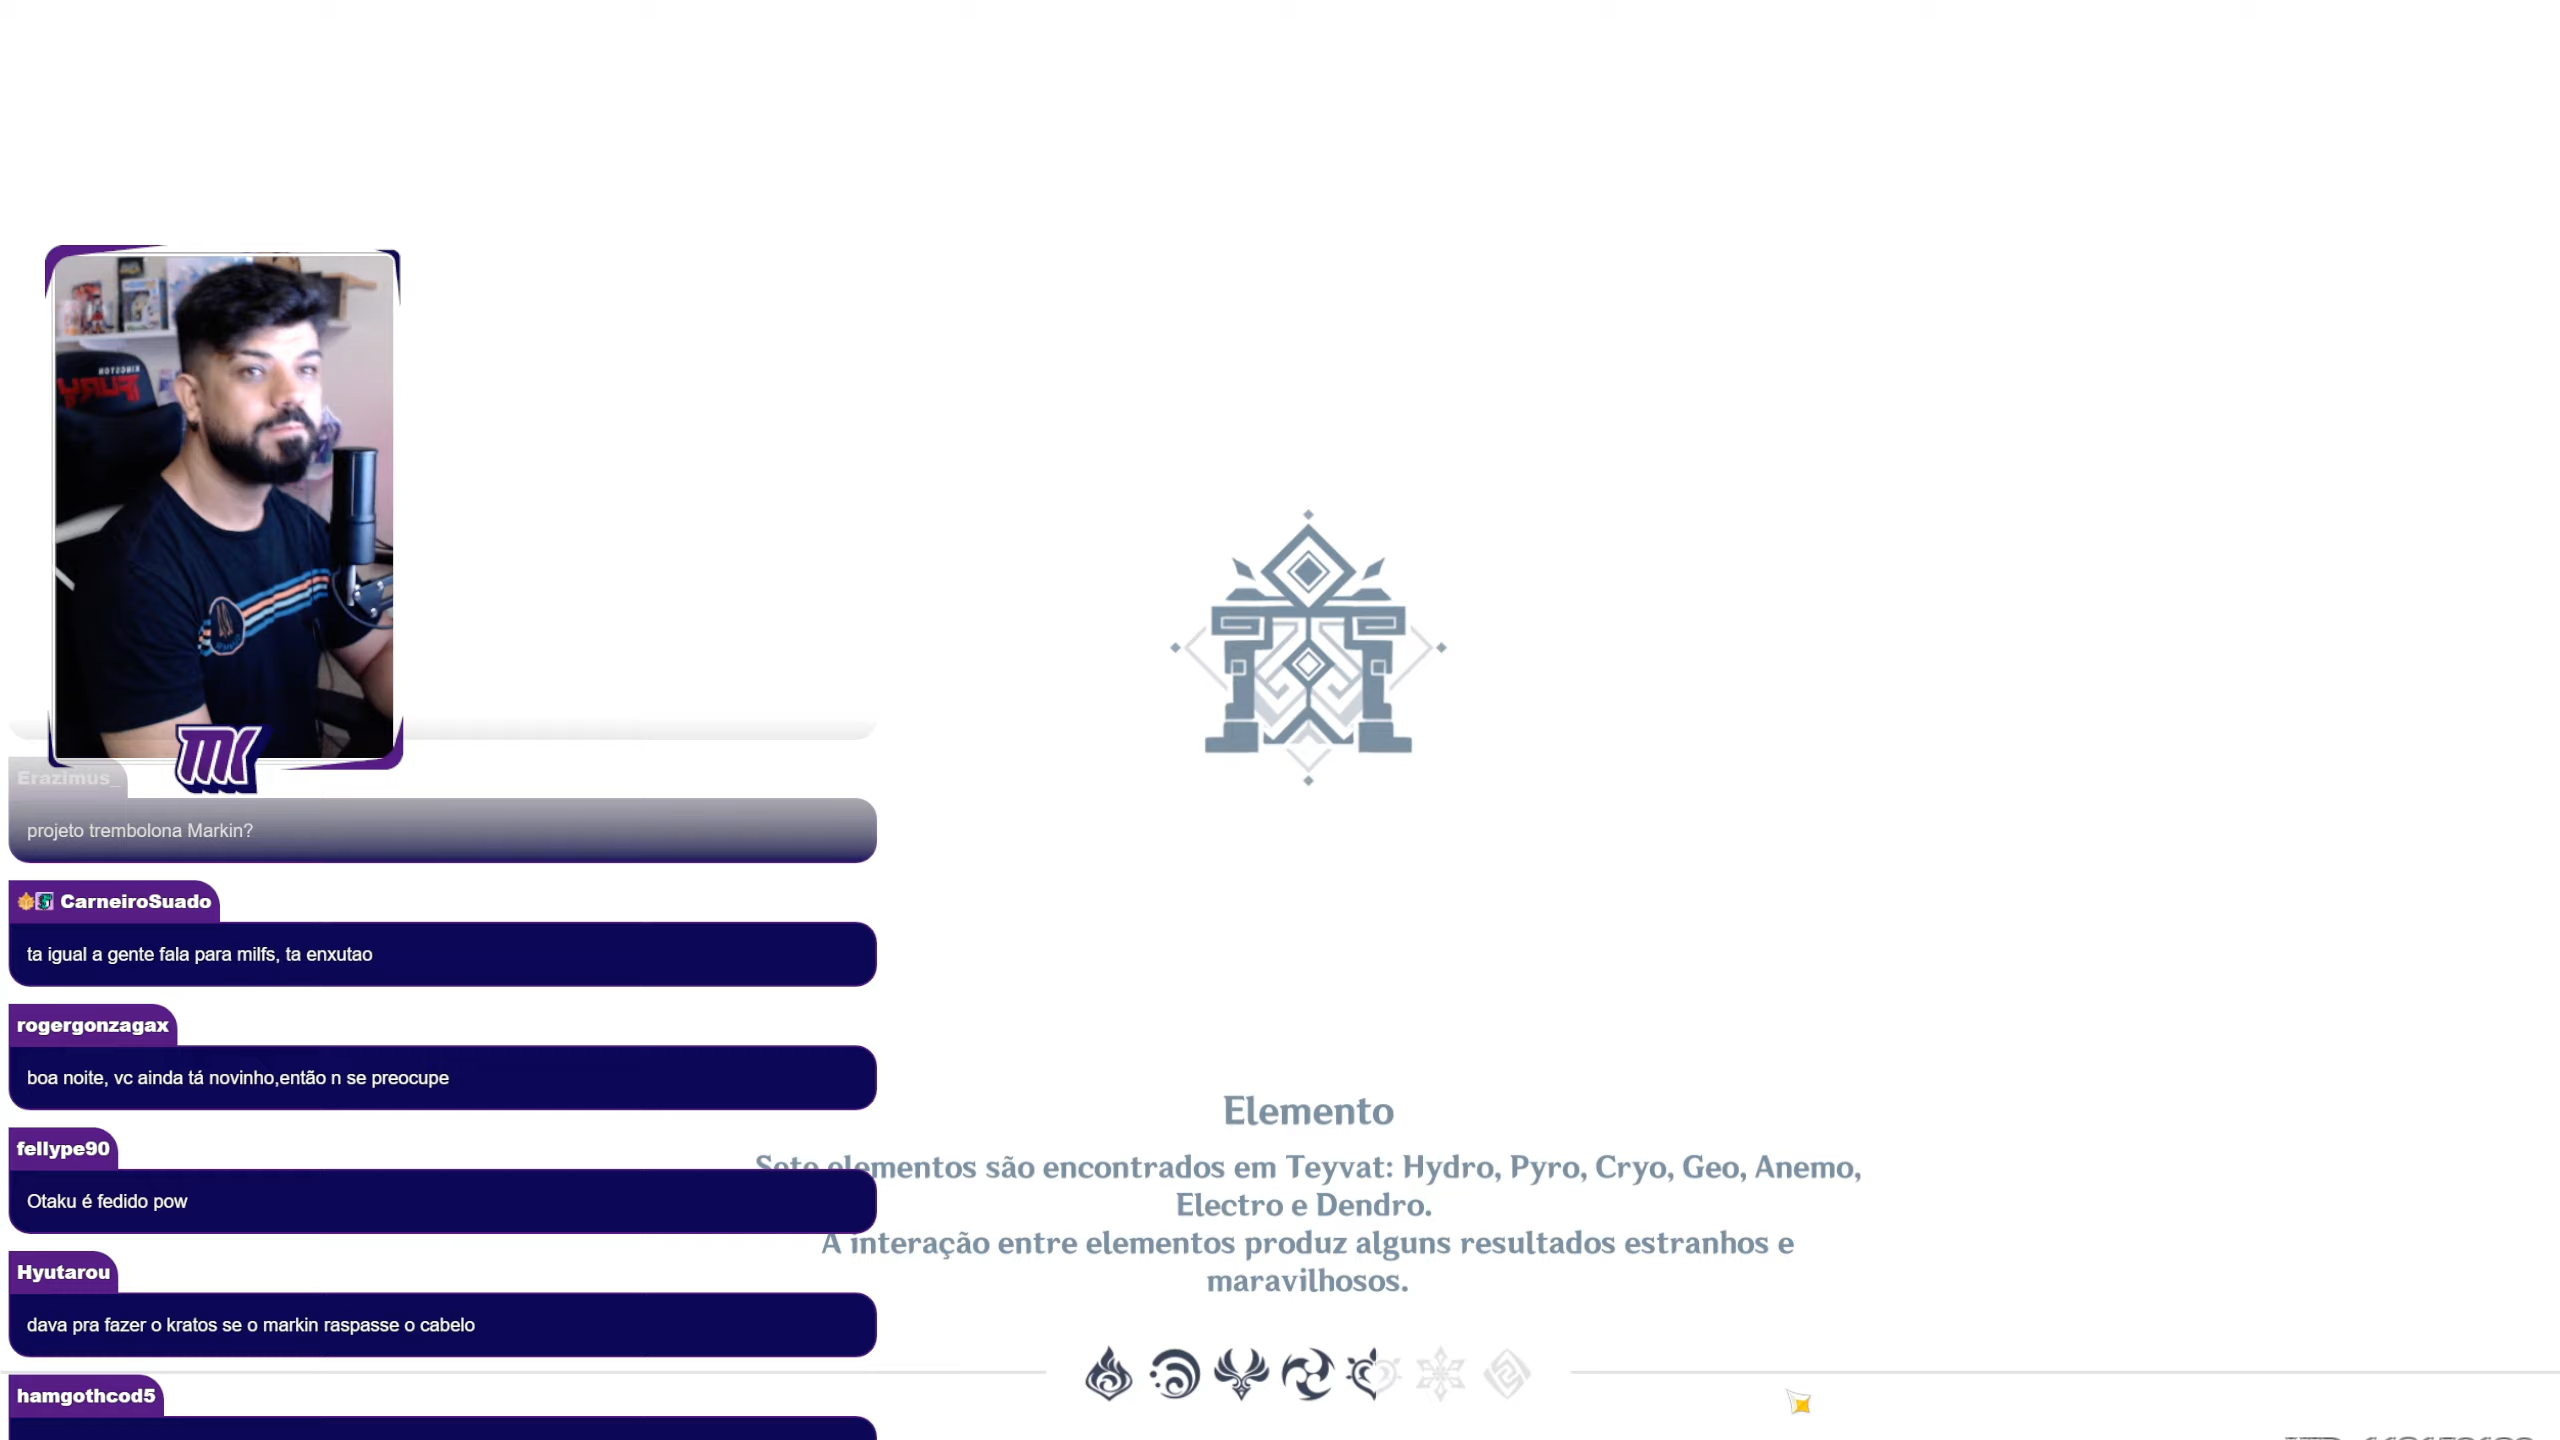 KINGSTON
FURY
MK
Erazimus_
projeto trembolona Markin?
CarneiroSuado
ta igual a gente fala para milfs, ta enxutao
rogergonzagax
boa noite, vc ainda tá novinho,então n se preocupe
fellype90
Otaku é fedido pow
Hyutarou
dava pra fazer o kratos se o markin raspasse o cabelo
hamgothcod5
Elemento
Sete elementos são encontrados em Teyvat: Hydro, Pyro, Cryo, Geo, Anemo,
Electro e Dendro.
A interação entre elementos produz alguns resultados estranhos e
maravilhosos.